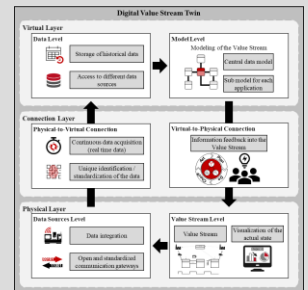 Digital Value Stream Twin
Virtual Layer
Data Level
Storage of historical data
Access to different data
sources
Model Level
Modeling of the Value Stream
Central data model
Sub model for each
application
Connection Layer
Physical-to-Virtual Connection
Continuous data acquisition
(real time data)
Unique identification /
standardization of the data
Virtual-to-Physical Connection
Information feedback into the
Value Stream
Physical Layer
Data Sources Level
Data integration
Open and standardized
communication gateways
Value Stream Level
Value Stream
Visualization of the
actual state